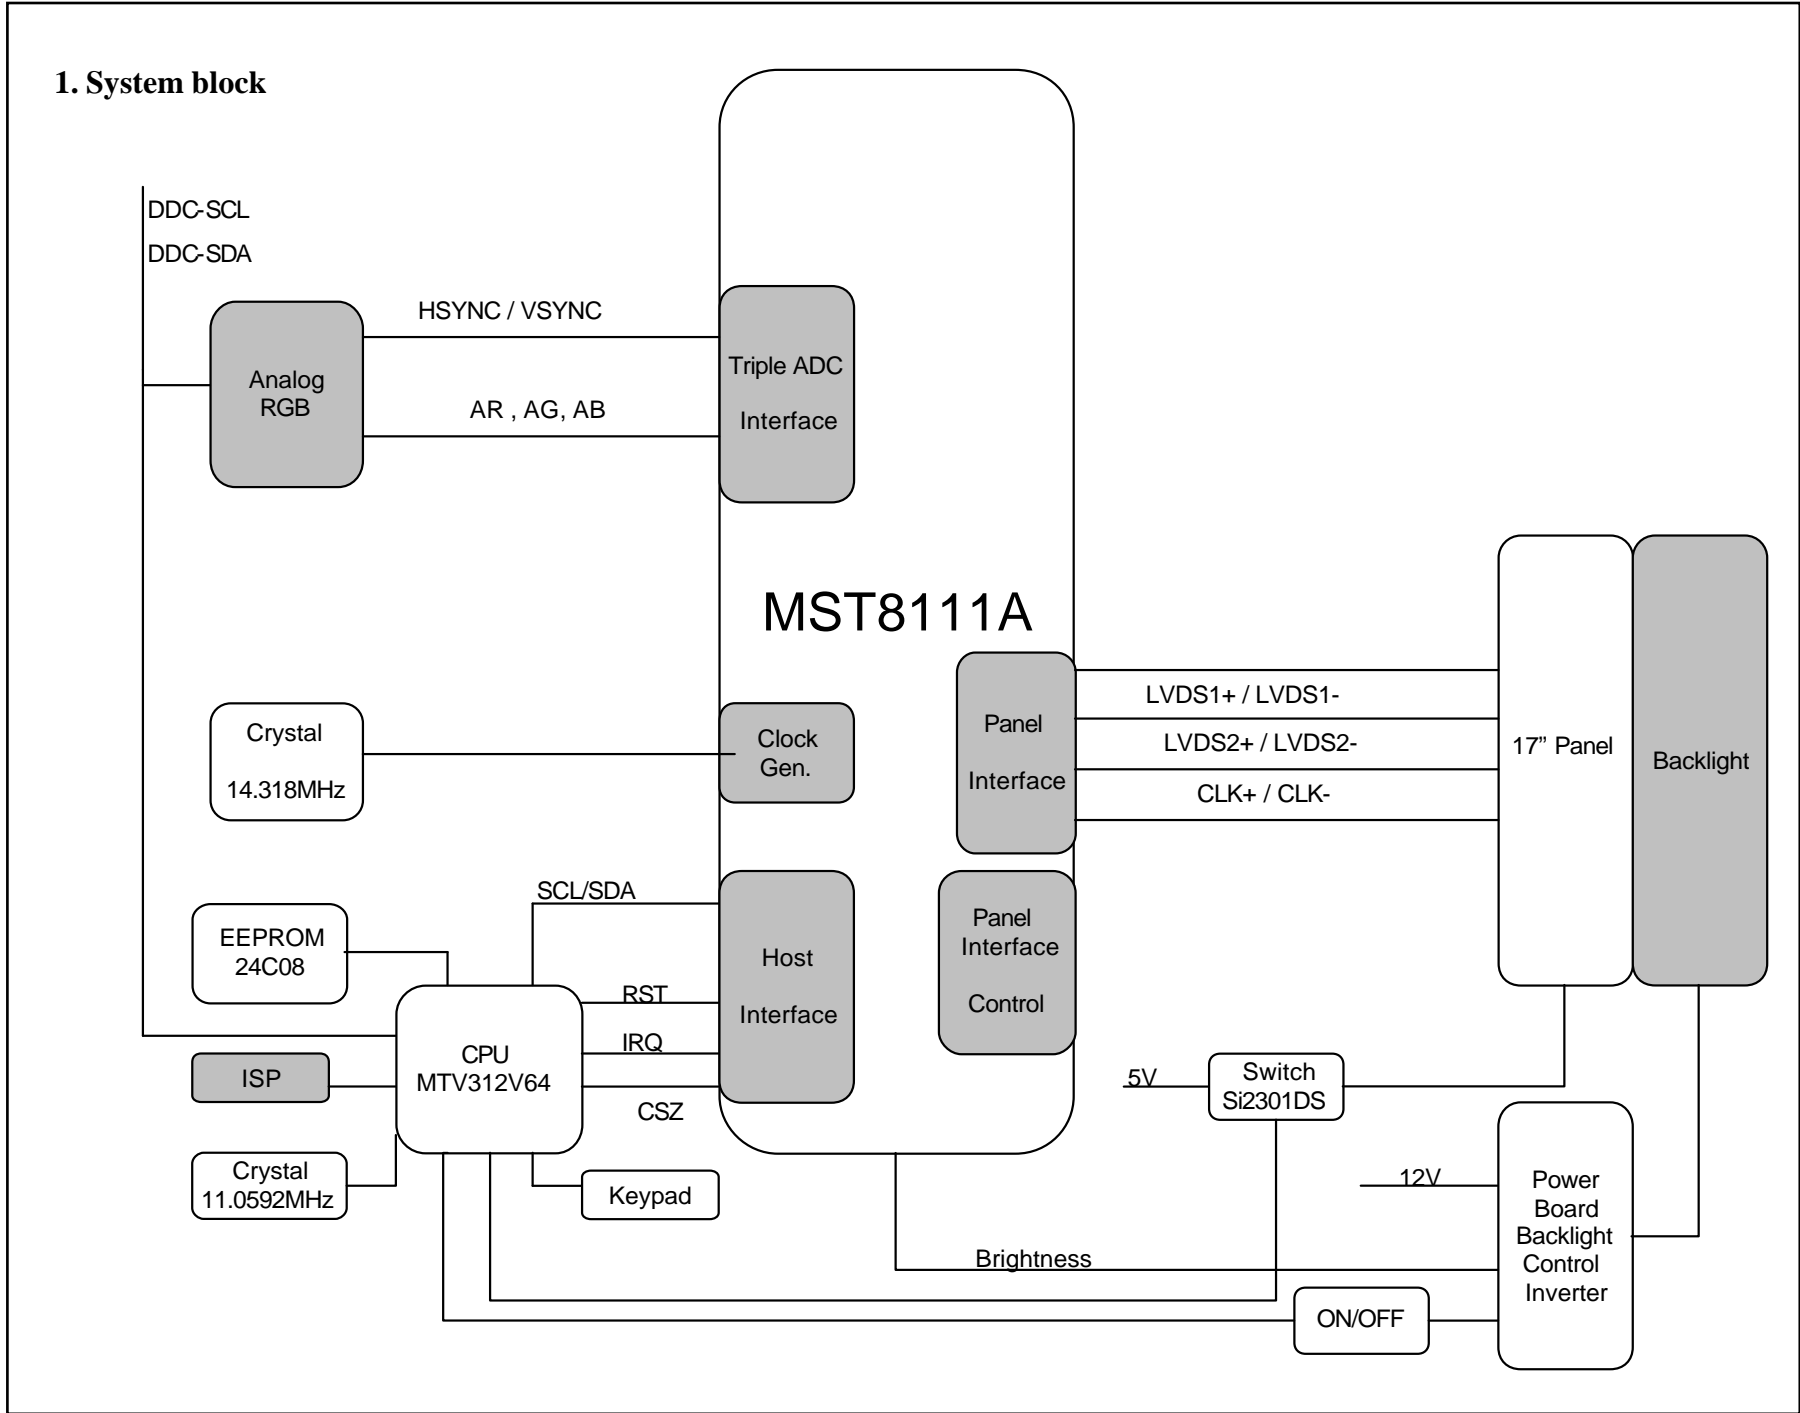 1. System block
DDC-SCL
DDC-SDA
HSYNC / VSYNC
Analog
RGB
AR , AG, AB
Triple ADC
Interface
MST8111A
Crystal
14.318MHz
Clock
Gen.
Panel
Interface
LVDS1+ / LVDS1-
LVDS2+ / LVDS2-
CLK+ / CLK-
17” Panel
Backlight
SCL/SDA
EEPROM
24C08
Host
Interface
RST
IRQ
CSZ
Panel
Interface
Control
CPU
MTV312V64
ISP
Crystal
11.0592MHz
Keypad
5V
Switch
Si2301DS
12V
Power
Board
Backlight
Control
Inverter
Brightness
ON/OFF